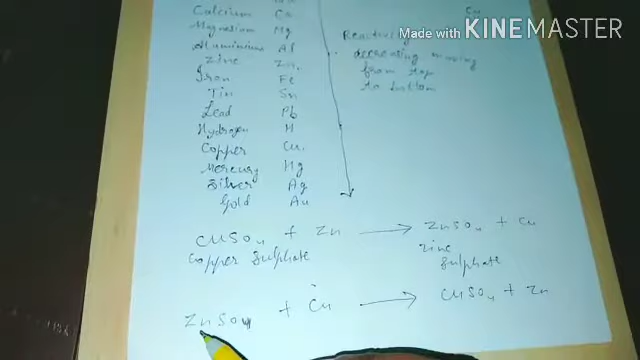 Made with KINEMASTER
Calcium Ca
Magnesium Mg
Aluminium Al
Zinc Zn
Iron Fe
Tin Sn
Lead Pb
Hydrogen H
Copper Cu
Mercury Hg
Silver Ag
Gold Au
Reactivity
decreasing moving
from top
to bottom
CuSO4 + Zn → ZnSO4 + Cu
Copper Sulphate
Zinc
Sulphate
ZnSO4 + Cu → CuSO4 + Zn